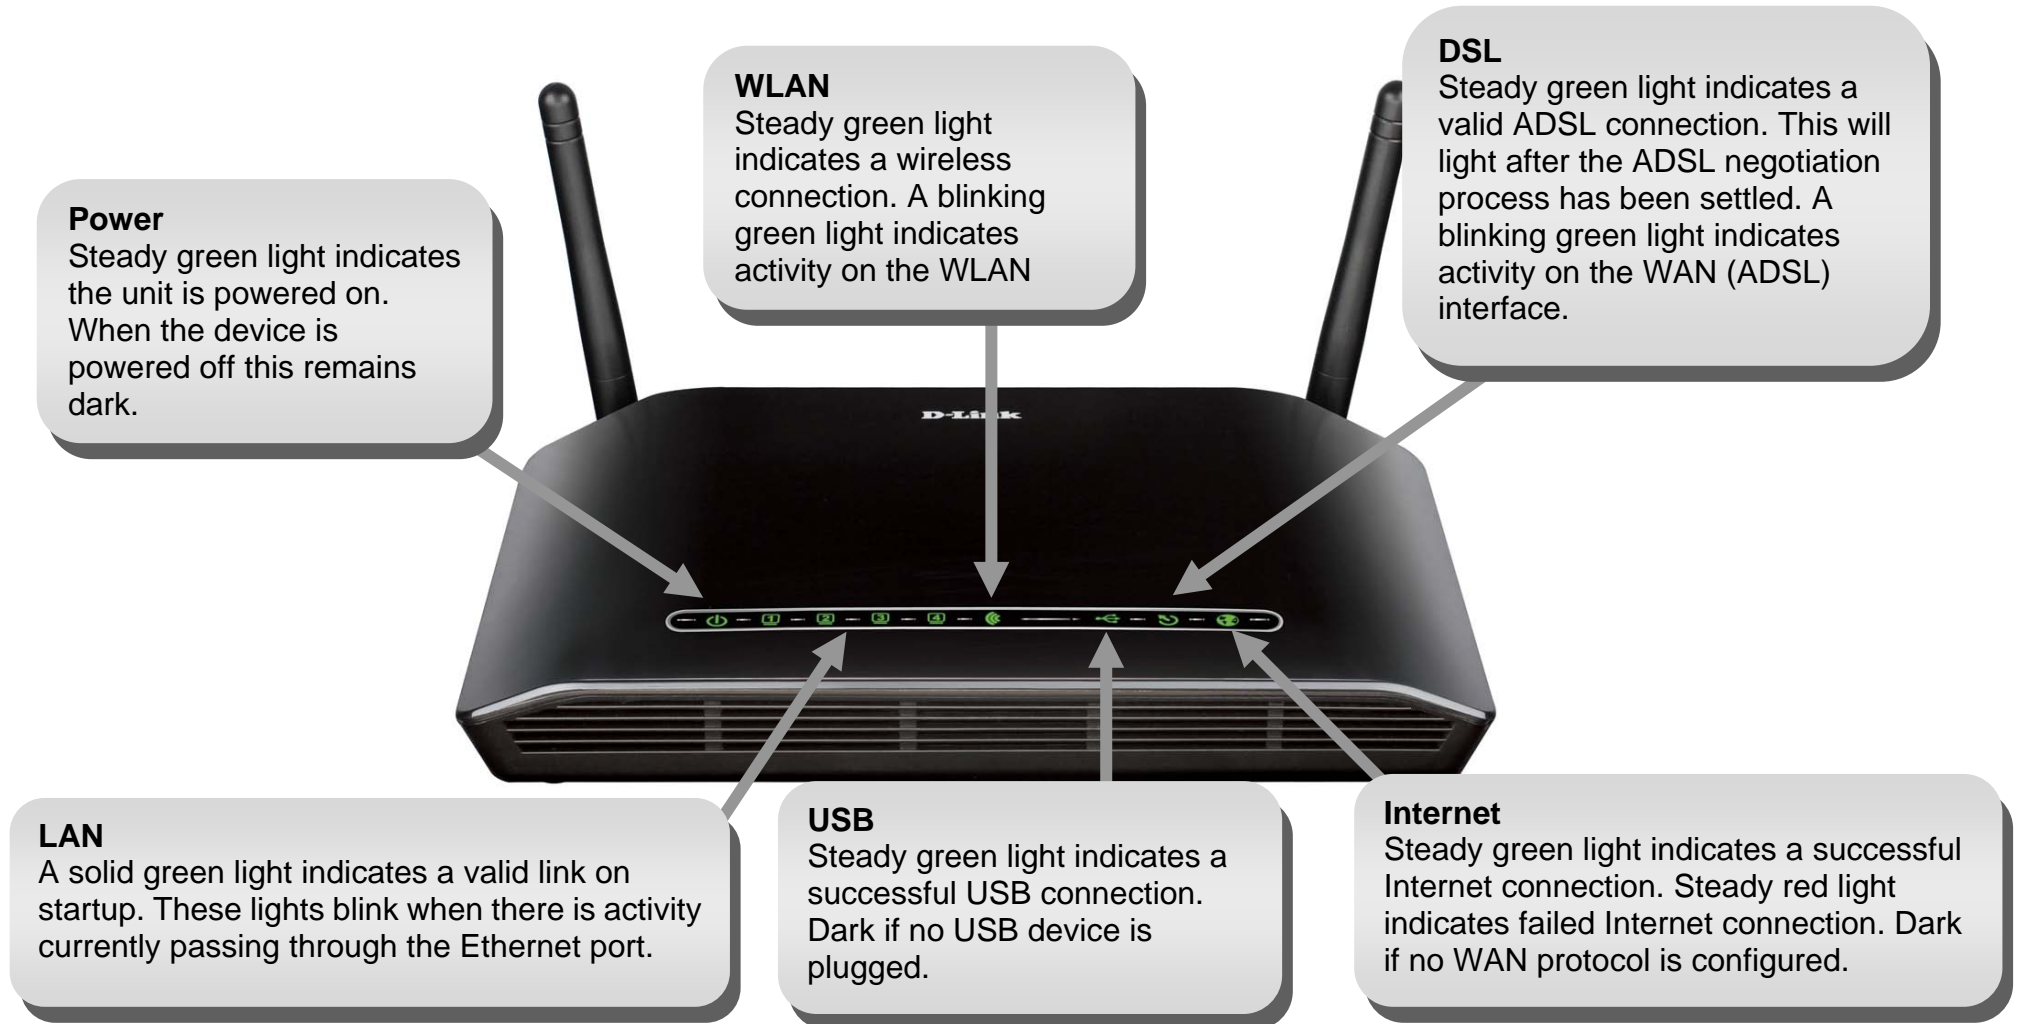 DSL
Steady green light indicates a
valid ADSL connection. This will
light after the ADSL negotiation
process has been settled. A
blinking green light indicates
activity on the WAN (ADSL)
interface.
WLAN
Steady green light
indicates a wireless
connection. A blinking
green light indicates
activity on the WLAN
Power
Steady green light indicates
the unit is powered on.
When the device is
powered off this remains
dark.
D-Link
1 2 3 4
LAN
A solid green light indicates a valid link on
startup. These lights blink when there is activity
currently passing through the Ethernet port.
USB
Steady green light indicates a
successful USB connection.
Dark if no USB device is
plugged.
Internet
Steady green light indicates a successful
Internet connection. Steady red light
indicates failed Internet connection. Dark
if no WAN protocol is configured.